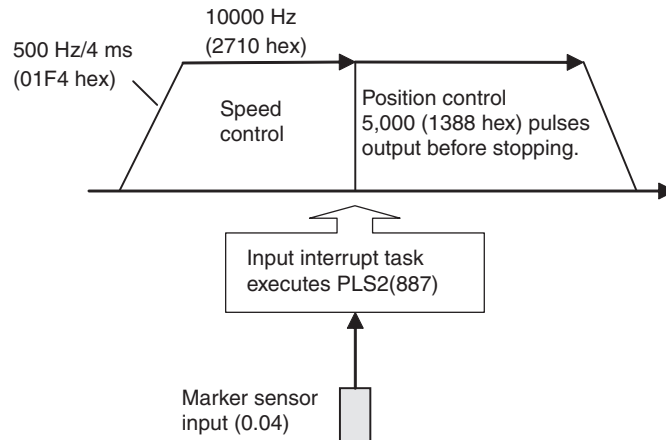 10000 Hz
(2710 hex)
500 Hz/4 ms
(01F4 hex)
Speed
control
Position control
5,000 (1388 hex) pulses
output before stopping.
Input interrupt task
executes PLS2(887)
Marker sensor
input (0.04)